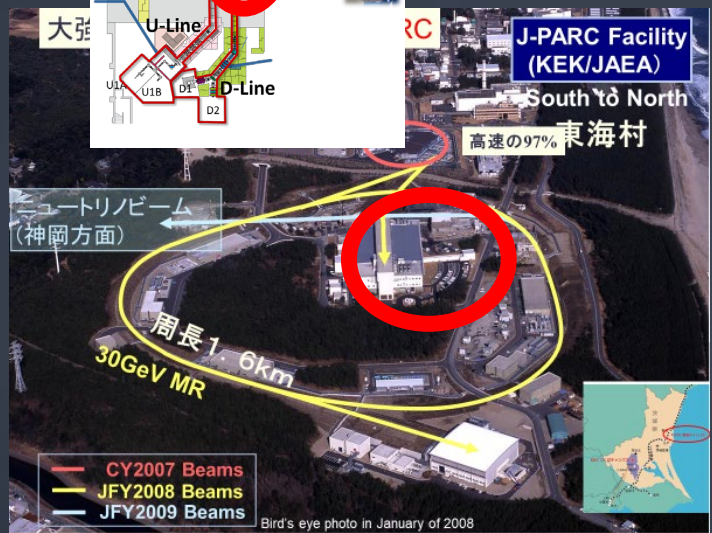 大強
RC
U-Line
U1A
U1B
D1
D-Line
D2
J-PARC Facility
(KEK/JAEA)
South to North
東海村
高速の97%
ニュートリノビーム
(神岡方面)
周長1.6km
30GeV MR
CY2007 Beams
JFY2008 Beams
JFY2009 Beams
Bird's eye photo in January of 2008